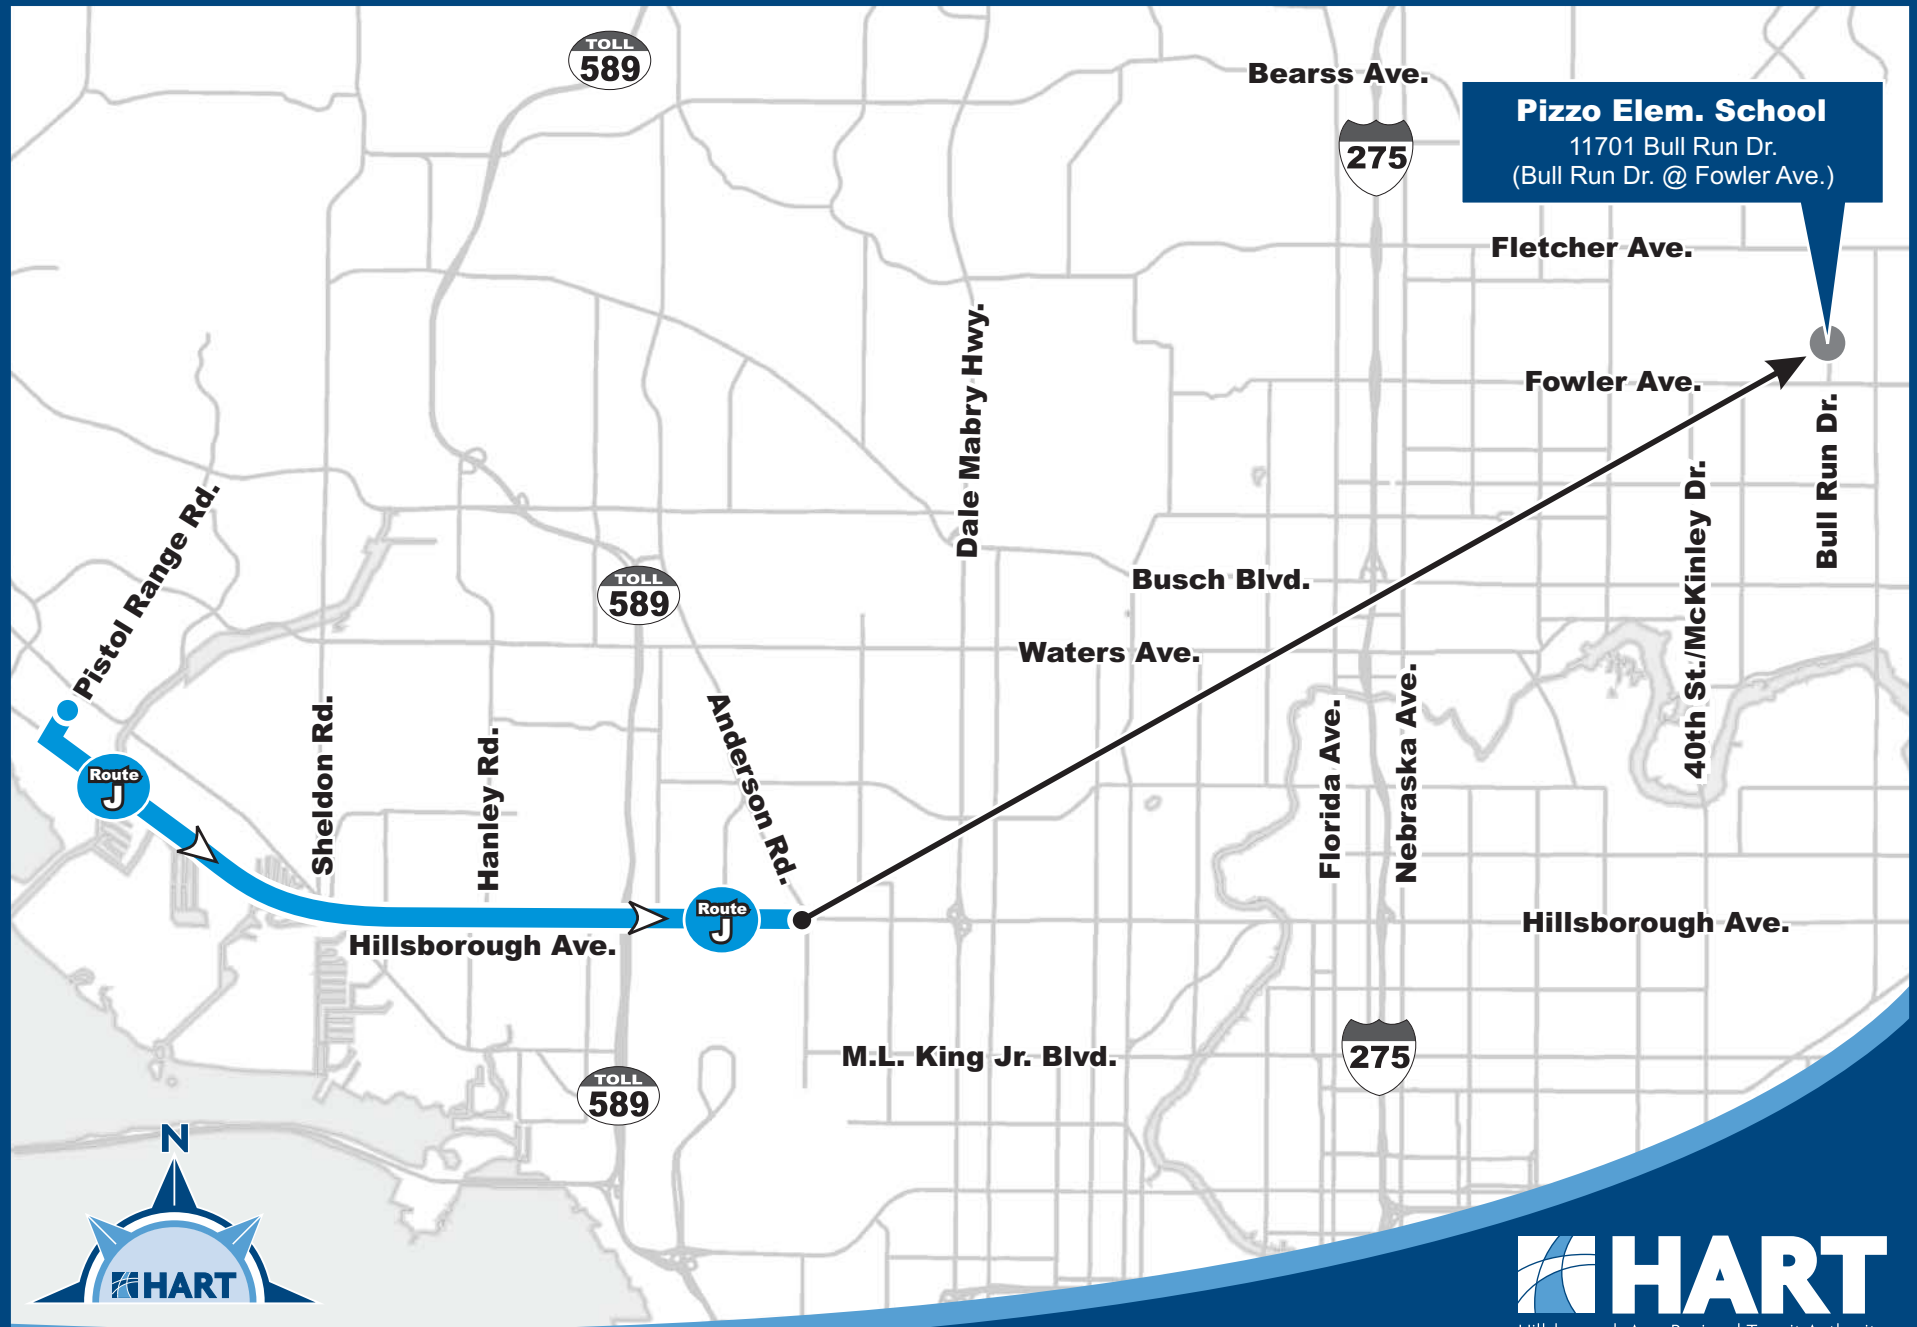 TOLL
589
Bearss Ave.
275
Pizzo Elem. School
11701 Bull Run Dr.
(Bull Run Dr. @ Fowler Ave.)
Fletcher Ave.
Dale Mabry Hwy.
Fowler Ave.
Bull Run Dr.
40th St./McKinley Dr.
Pistol Range Rd.
TOLL
589
Busch Blvd.
Waters Ave.
Route
J
Sheldon Rd.
Hanley Rd.
Anderson Rd.
Florida Ave.
Nebraska Ave.
Route
J
Hillsborough Ave.
Hillsborough Ave.
M.L. King Jr. Blvd.
275
TOLL
589
N
HART
HART